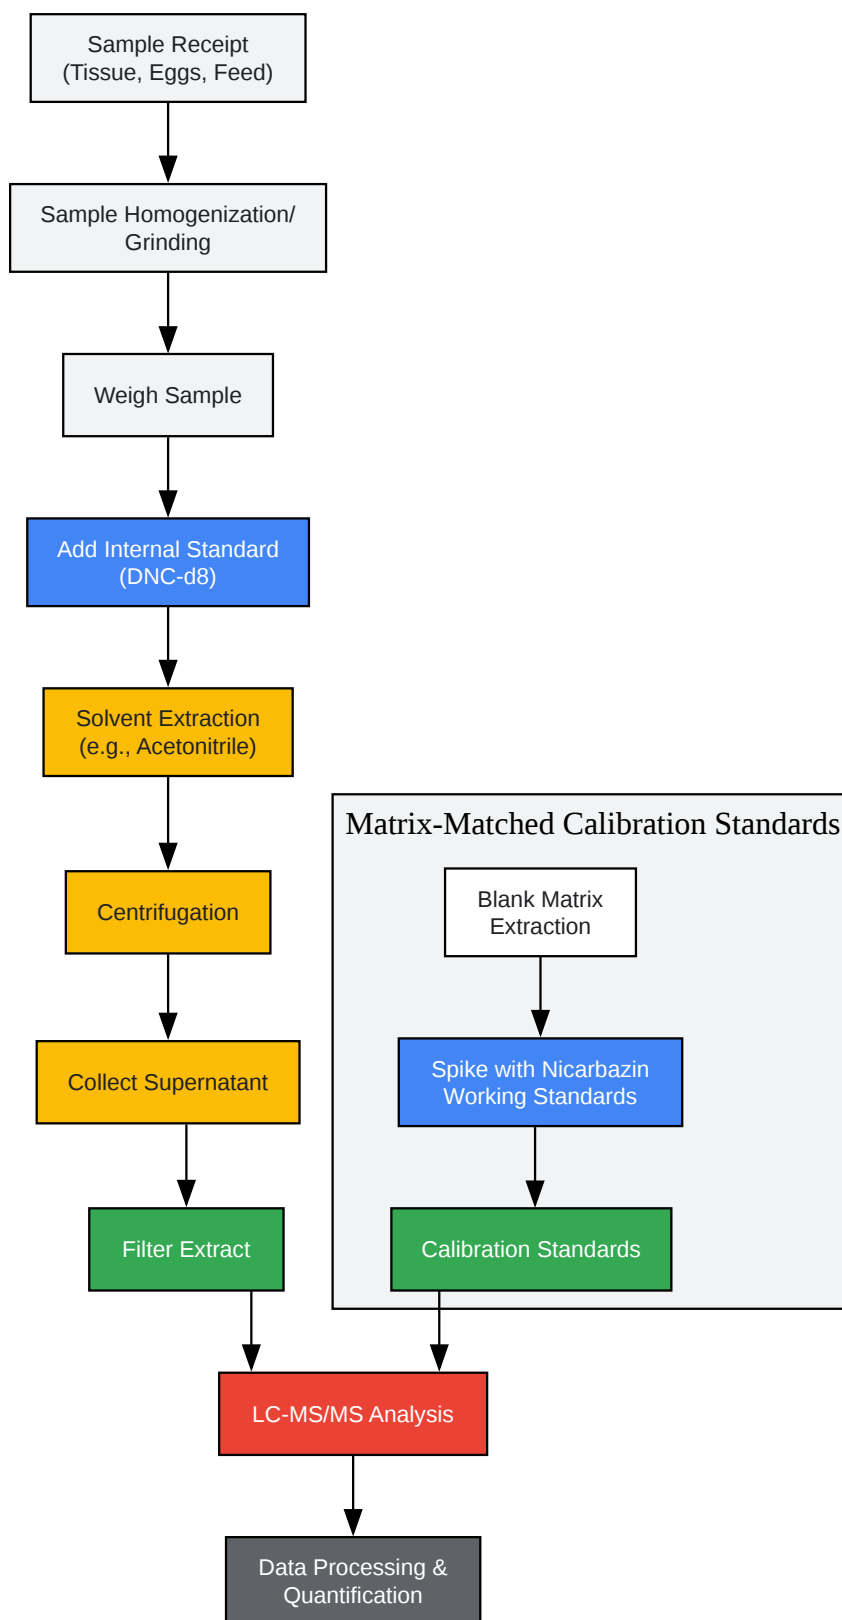 Sample Receipt
(Tissue, Eggs, Feed)
Sample Homogenization/
Grinding
Weigh Sample
Add Internal Standard
(DNC-d8)
Solvent Extraction
(e.g., Acetonitrile)
Centrifugation
Collect Supernatant
Filter Extract
Matrix-Matched Calibration Standards
Blank Matrix
Extraction
Spike with Nicarbazin
Working Standards
Calibration Standards
LC-MS/MS Analysis
Data Processing &
Quantification